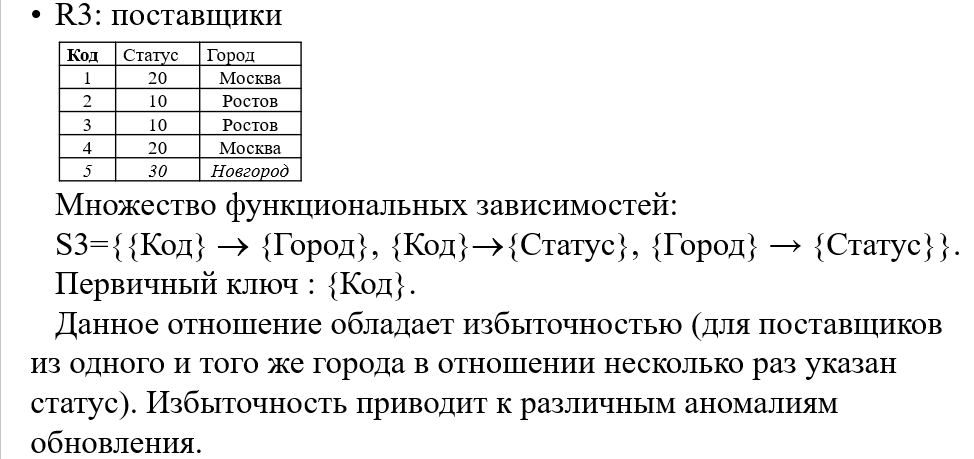 • R3: поставщики
Код Статус Город
1 20 Москва
2 10 Ростов
3 10 Ростов
4 20 Москва
5 30 Новгород
Множество функциональных зависимостей:
S3={{Код} → {Город}, {Код}→{Статус}, {Город} → {Статус}}.
Первичный ключ : {Код}.
Данное отношение обладает избыточностью (для поставщиков
из одного и того же города в отношении несколько раз указан
статус). Избыточность приводит к различным аномалиям
обновления.